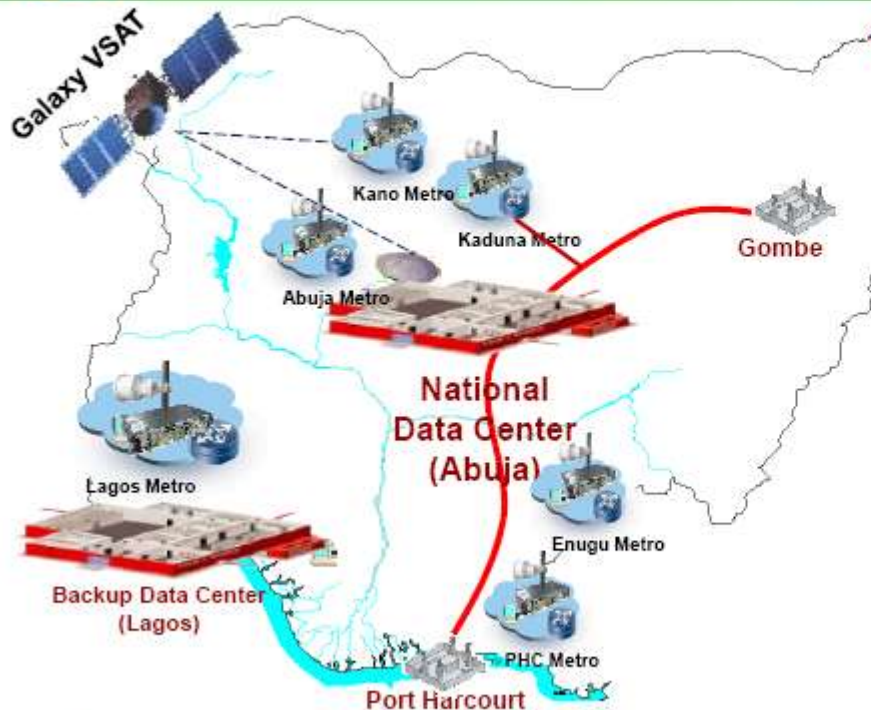 Galaxy VSAT
Kano Metro
Kaduna Metro
Gombe
Abuja Metro
National
Data Center
(Abuja)
Lagos Metro
Enugu Metro
Backup Data Center
(Lagos)
PHC Metro
Port Harcourt